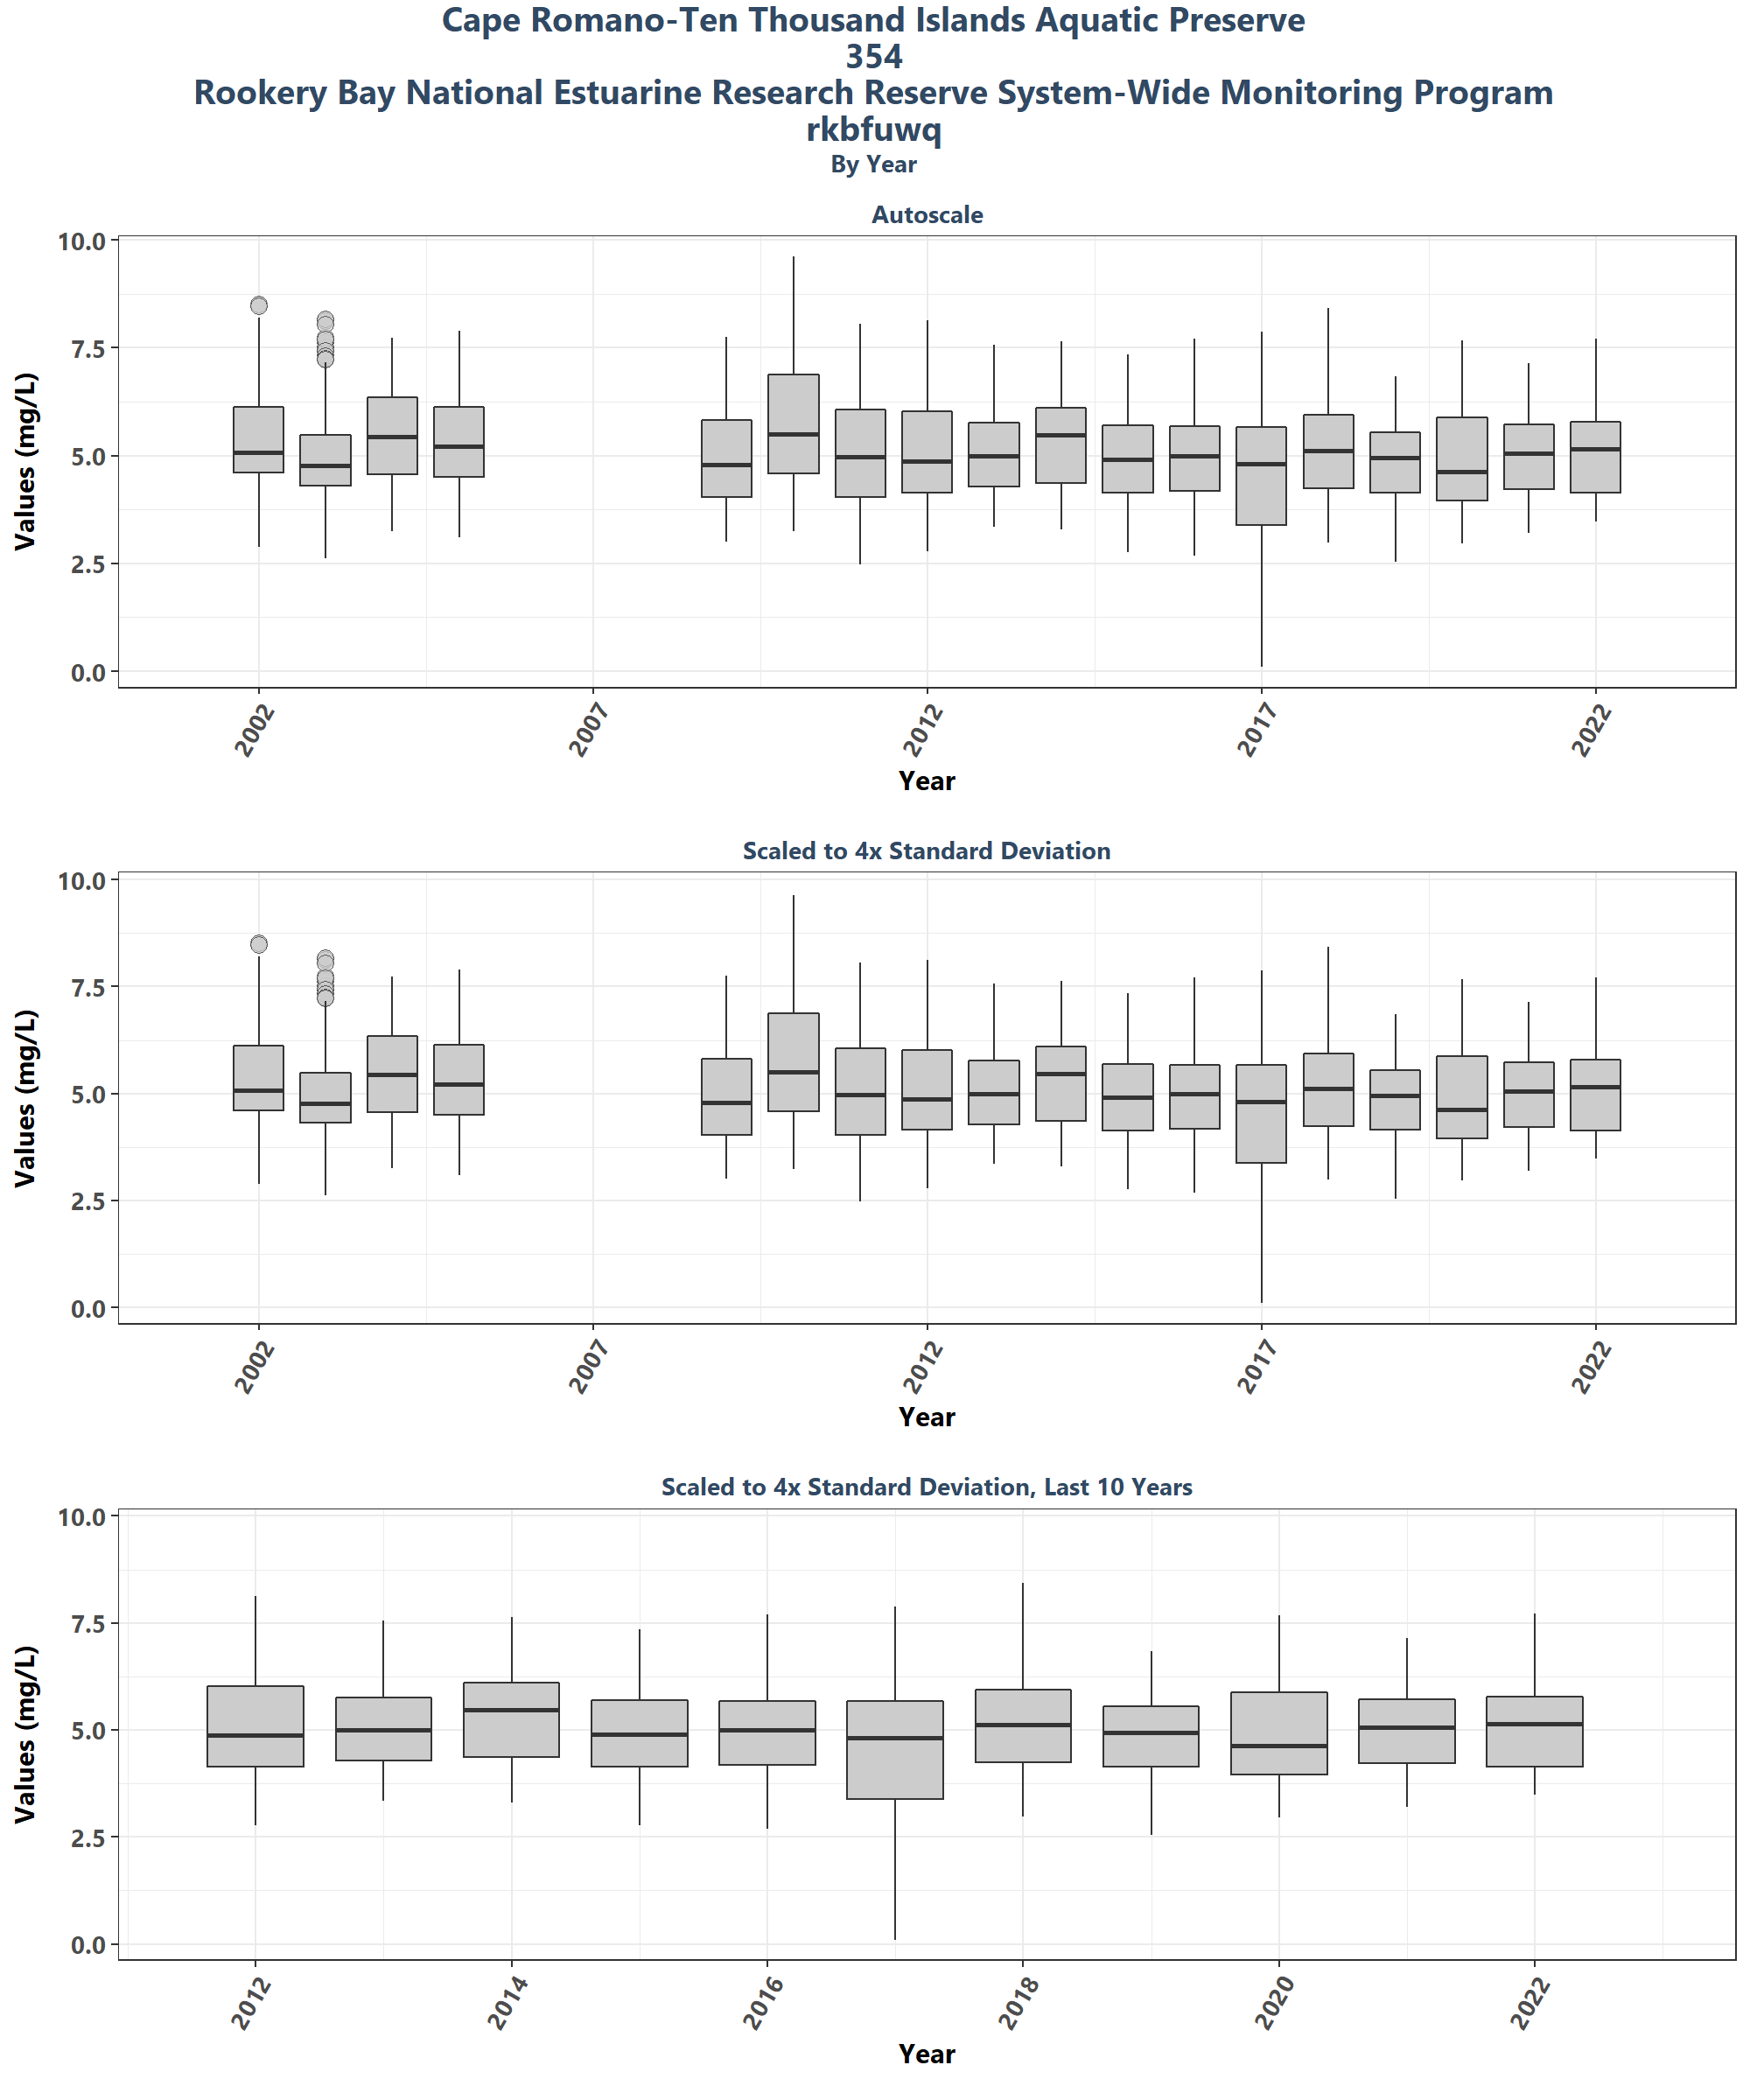 Cape Romano-Ten Thousand Islands Aquatic Preserve
354
Rookery Bay National Estuarine Research Reserve System-Wide Monitoring Program
rkbfuwq
By Year
Autoscale
10.0
7.5
5.0
2.5
0.0
Values (mg/L)
2002 2007 2012 2017 2022
Year
Scaled to 4x Standard Deviation
10.0
7.5
5.0
2.5
0.0
Values (mg/L)
2002 2007 2012 2017 2022
Year
Scaled to 4x Standard Deviation, Last 10 Years
10.0
7.5
5.0
2.5
0.0
Values (mg/L)
2012 2014 2016 2018 2020 2022
Year